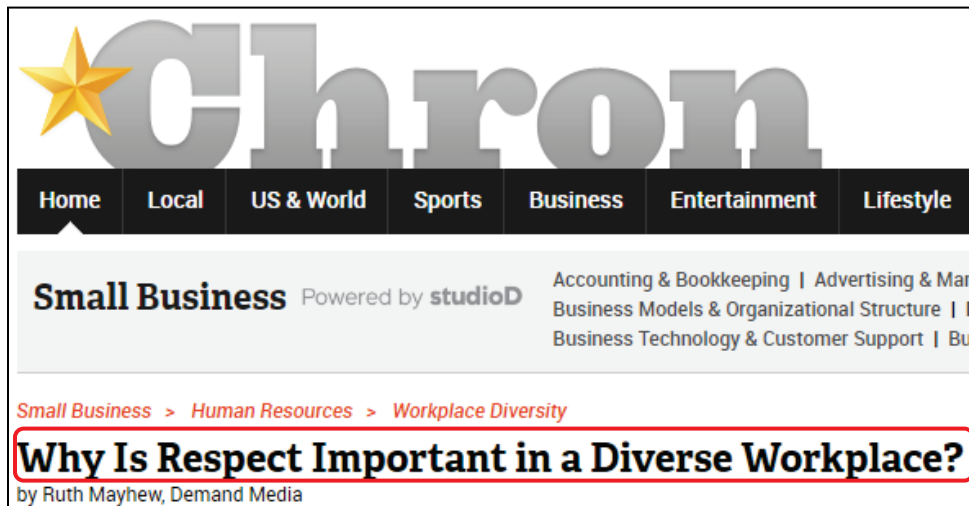 Chron
Home Local US & World Sports Business Entertainment Lifestyle
Small Business Powered by studioD
Accounting & Bookkeeping | Advertising &
Business Models & Organizational Structure |
Business Technology & Customer Support |
Small Business > Human Resources > Workplace Diversity
Why Is Respect Important in a Diverse Workplace?
by Ruth Mayhew, Demand Media